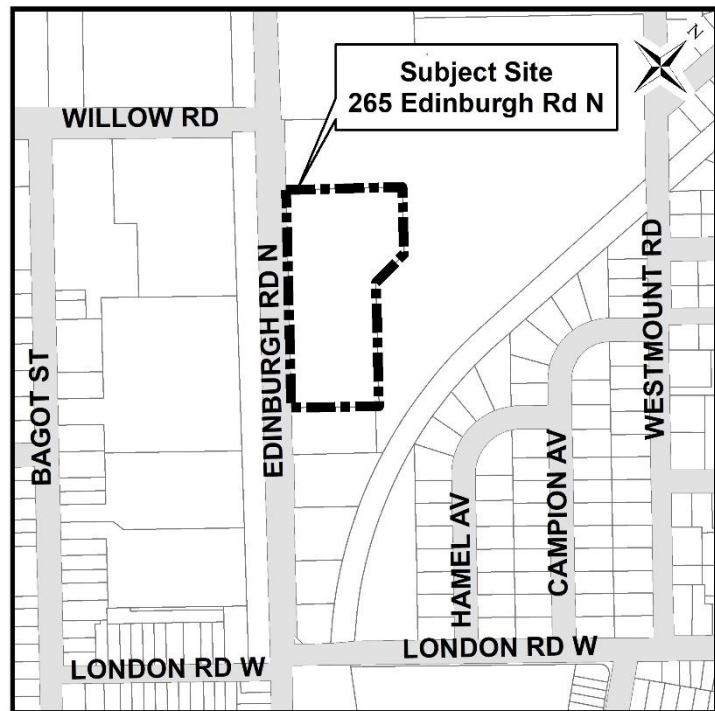 N
Subject Site
265 Edinburgh Rd N
WILLOW RD
EDINBURGH RD N
BAGOT ST
WESTMOUNT RD
HAMEL AV
CAMPION AV
LONDON RD W
LONDON RD W